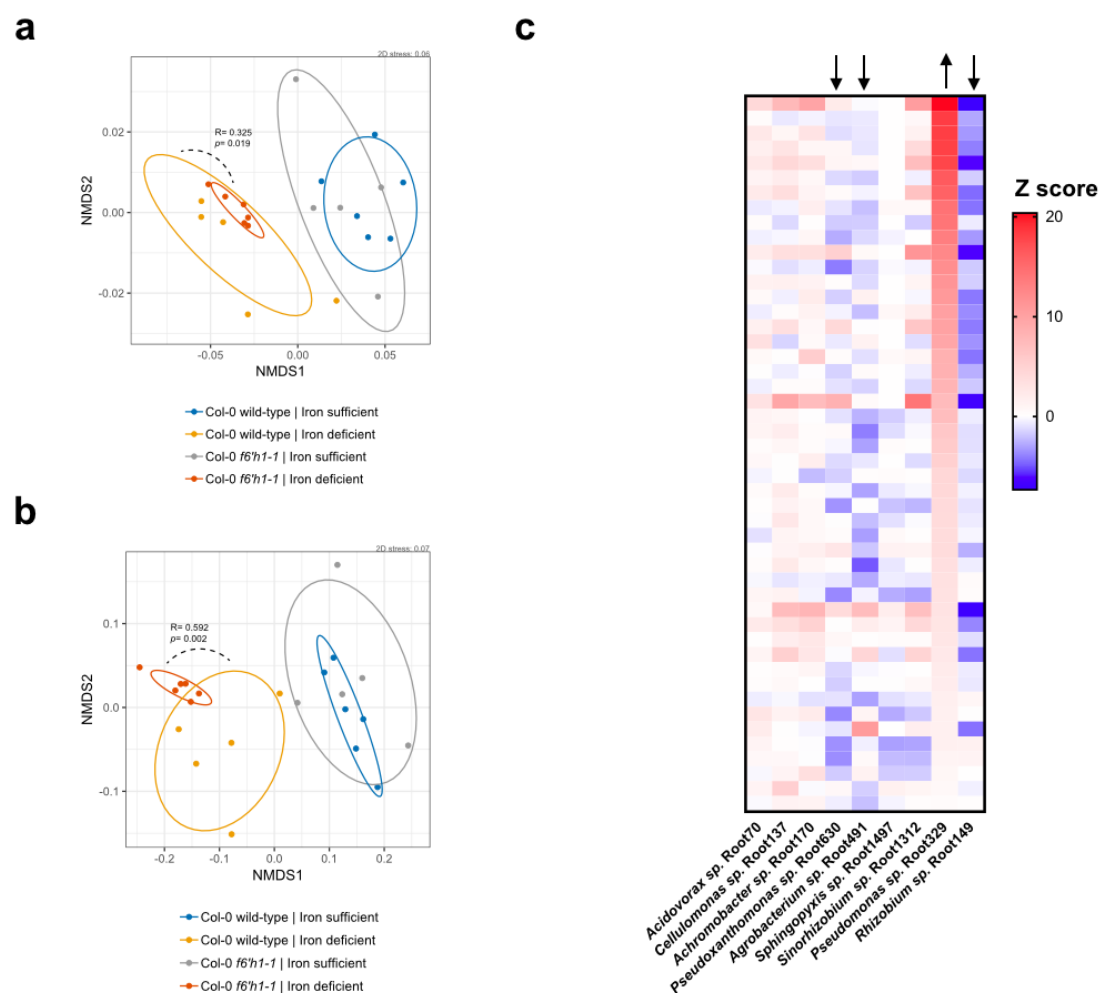 a
2D stress: 0.06
R= 0.325
p= 0.019
NMDS2
0.02
0.00
-0.02
-0.05
0.00
0.05
NMDS1
Col-0 wild-type | Iron sufficient
Col-0 wild-type | Iron deficient
Col-0 f6'h1-1 | Iron sufficient
Col-0 f6'h1-1 | Iron deficient
b
2D stress: 0.07
R= 0.592
p= 0.002
NMDS2
0.1
0.0
-0.1
-0.2
-0.1
0.0
0.1
0.2
NMDS1
Col-0 wild-type | Iron sufficient
Col-0 wild-type | Iron deficient
Col-0 f6'h1-1 | Iron sufficient
Col-0 f6'h1-1 | Iron deficient
c
Z score
20
10
0
Acidovorax sp. Root70
Cellulomonas sp. Root137
Achromobacter sp. Root170
Pseudoxanthomonas sp. Root630
Agrobacterium sp. Root491
Sphingopyxis sp. Root1497
Sinorhizobium sp. Root1312
Pseudomonas sp. Root329
Rhizobium sp. Root149